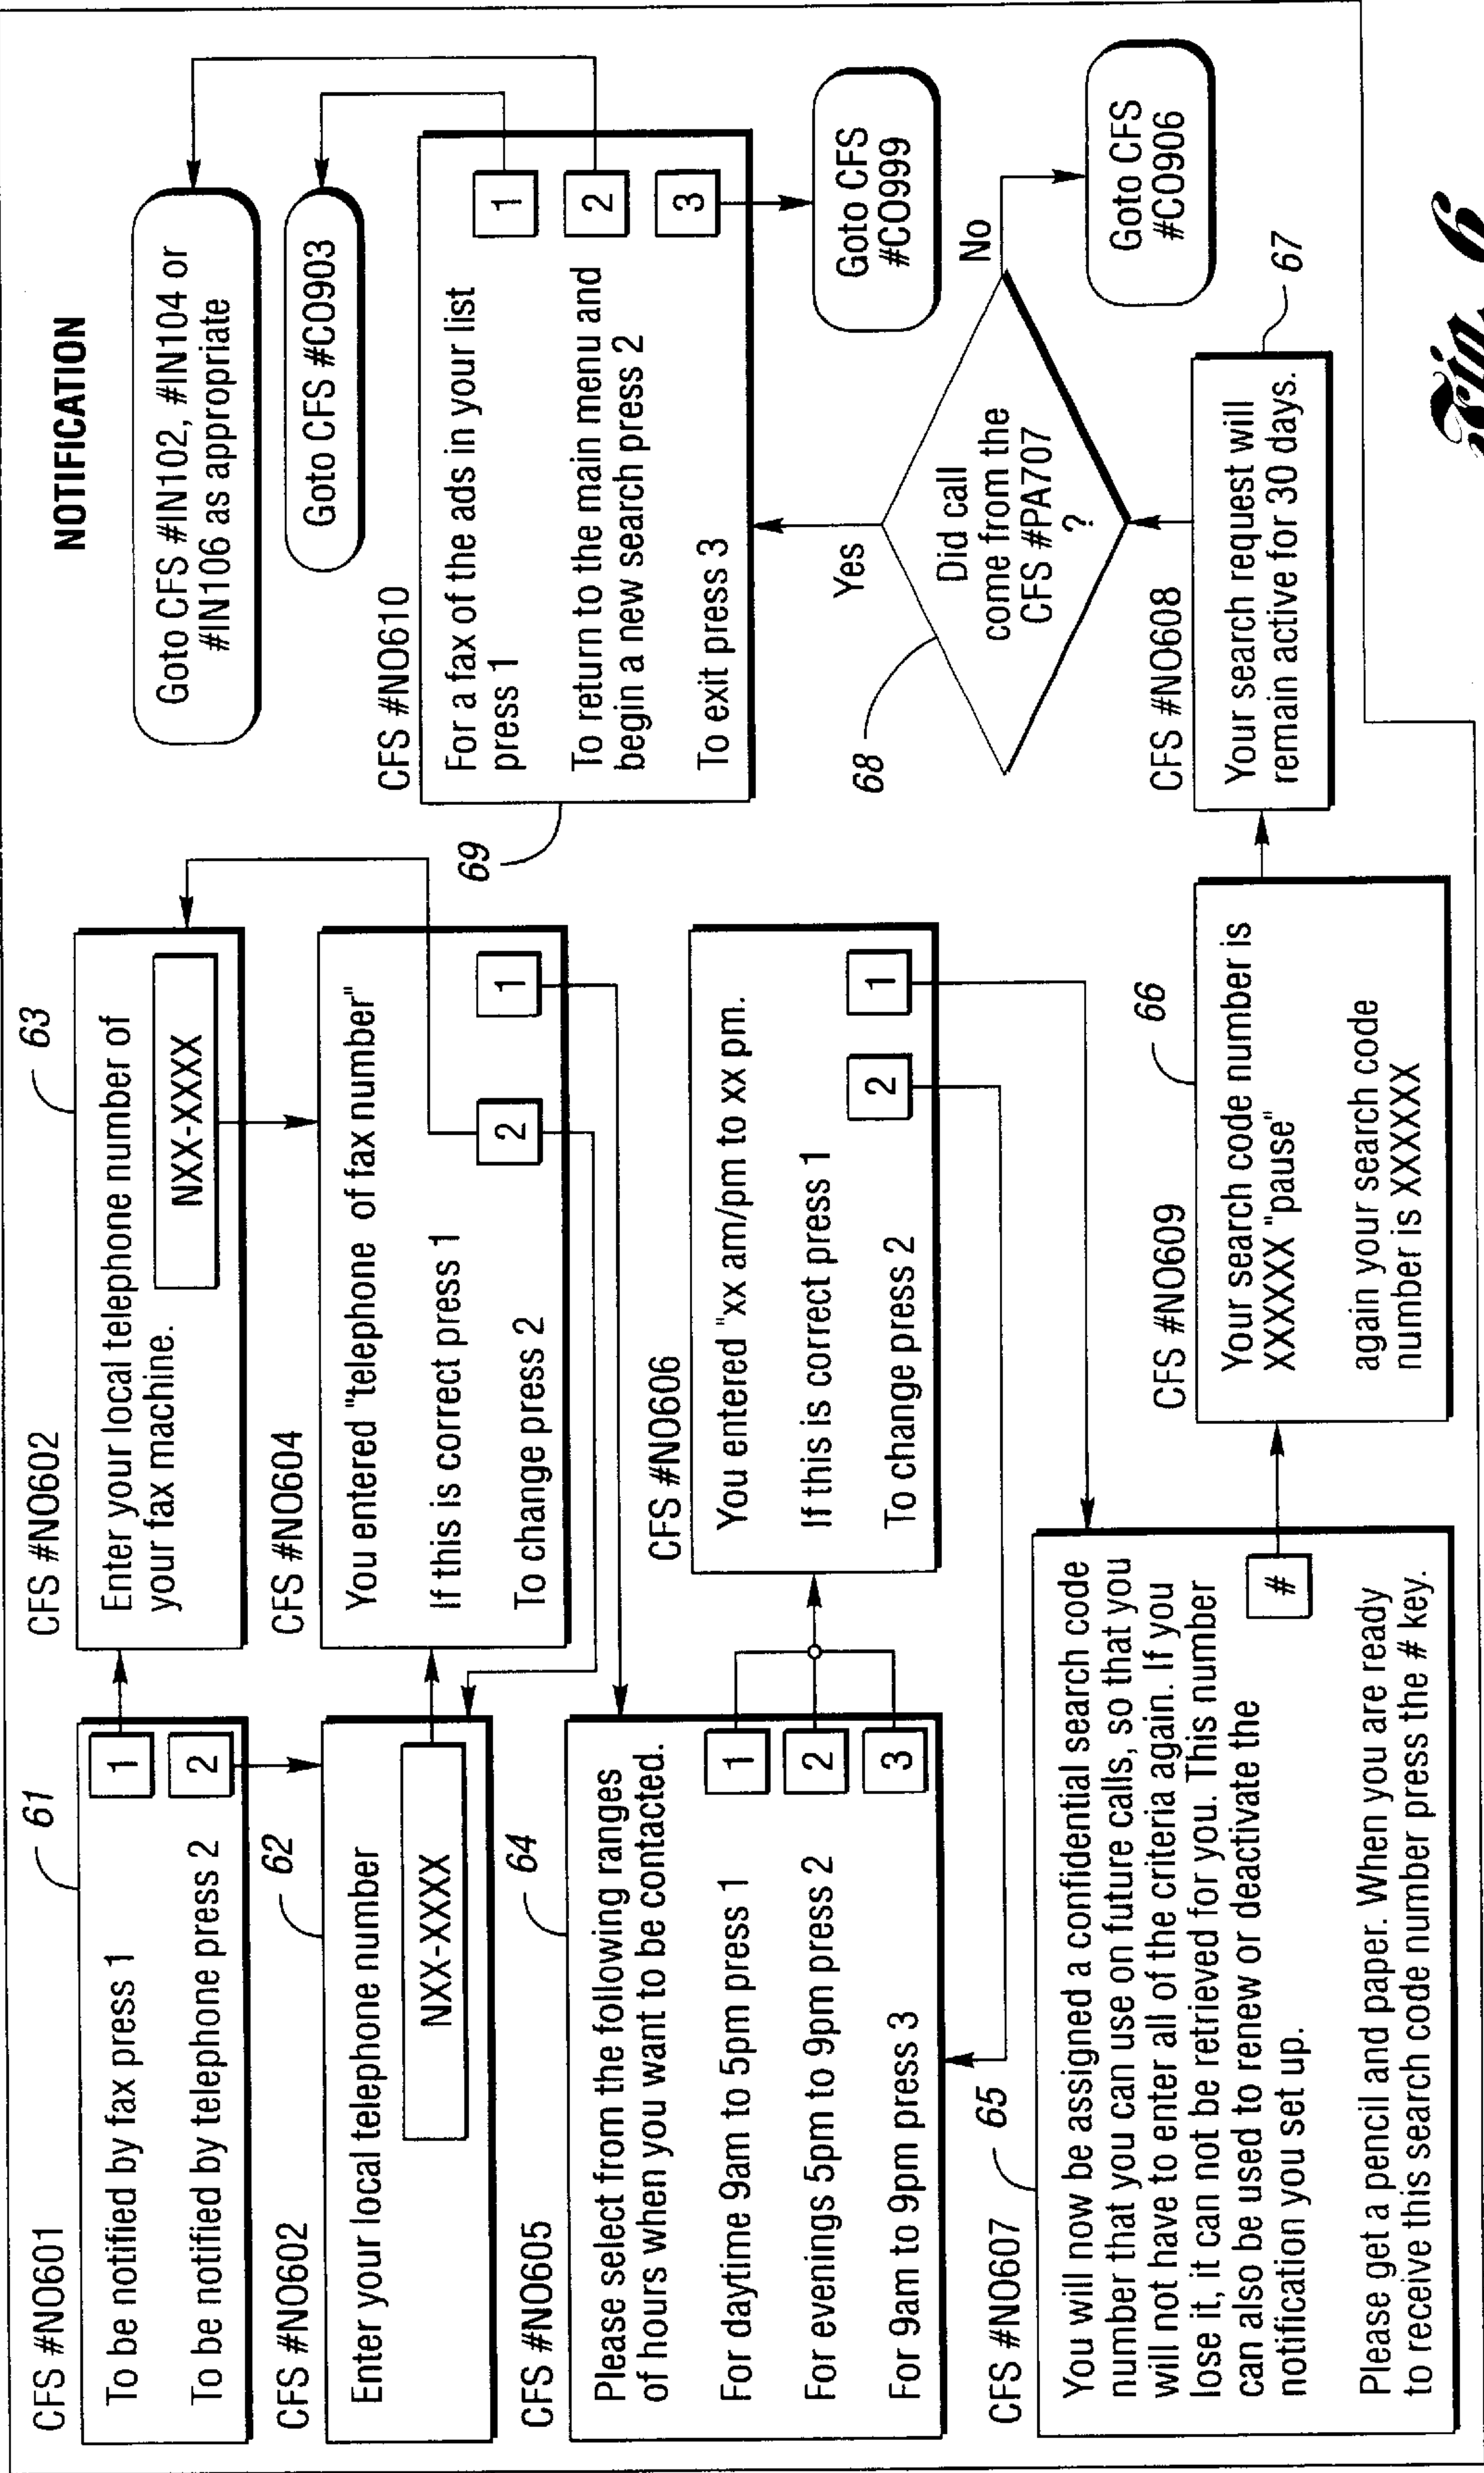 NOTIFICATION
CFS #NO601
61
To be notified by fax press 1
1
To be notified by telephone press 2
2
CFS #NO602
62
Enter your local telephone number
NXX-XXXX
CFS #NO602
63
Enter your local telephone number of
your fax machine.
NXX-XXXX
CFS #NO604
You entered "telephone of fax number"
If this is correct press 1
1
To change press 2
2
CFS #NO605
64
Please select from the following ranges
of hours when you want to be contacted.
For daytime 9am to 5pm press 1
1
For evenings 5pm to 9pm press 2
2
For 9am to 9pm press 3
3
CFS #NO606
You entered "xx am/pm to xx pm.
If this is correct press 1
To change press 2
2
1
CFS #NO607
65
You will now be assigned a confidential search code
number that you can use on future calls, so that you
will not have to enter all of the criteria again. If you
lose it, it can not be retrieved for you. This number
can also be used to renew or deactivate the
notification you set up.
#
Please get a pencil and paper. When you are ready
to receive this search code number press the # key.
CFS #NO609
66
Your search code number is
XXXXXX "pause"
again your search code
number is XXXXXX
CFS #NO608
67
Your search request will
remain active for 30 days.
68
Did call
come from the
CFS #PA707
?
Yes
No
Goto CFS
#CO906
CFS #NO610
69
For a fax of the ads in your list
press 1
1
To return to the main menu and
begin a new search press 2
2
To exit press 3
3
Goto CFS
#CO999
Goto CFS #CO903
Goto CFS #IN102, #IN104 or
#IN106 as appropriate
Fig. 6